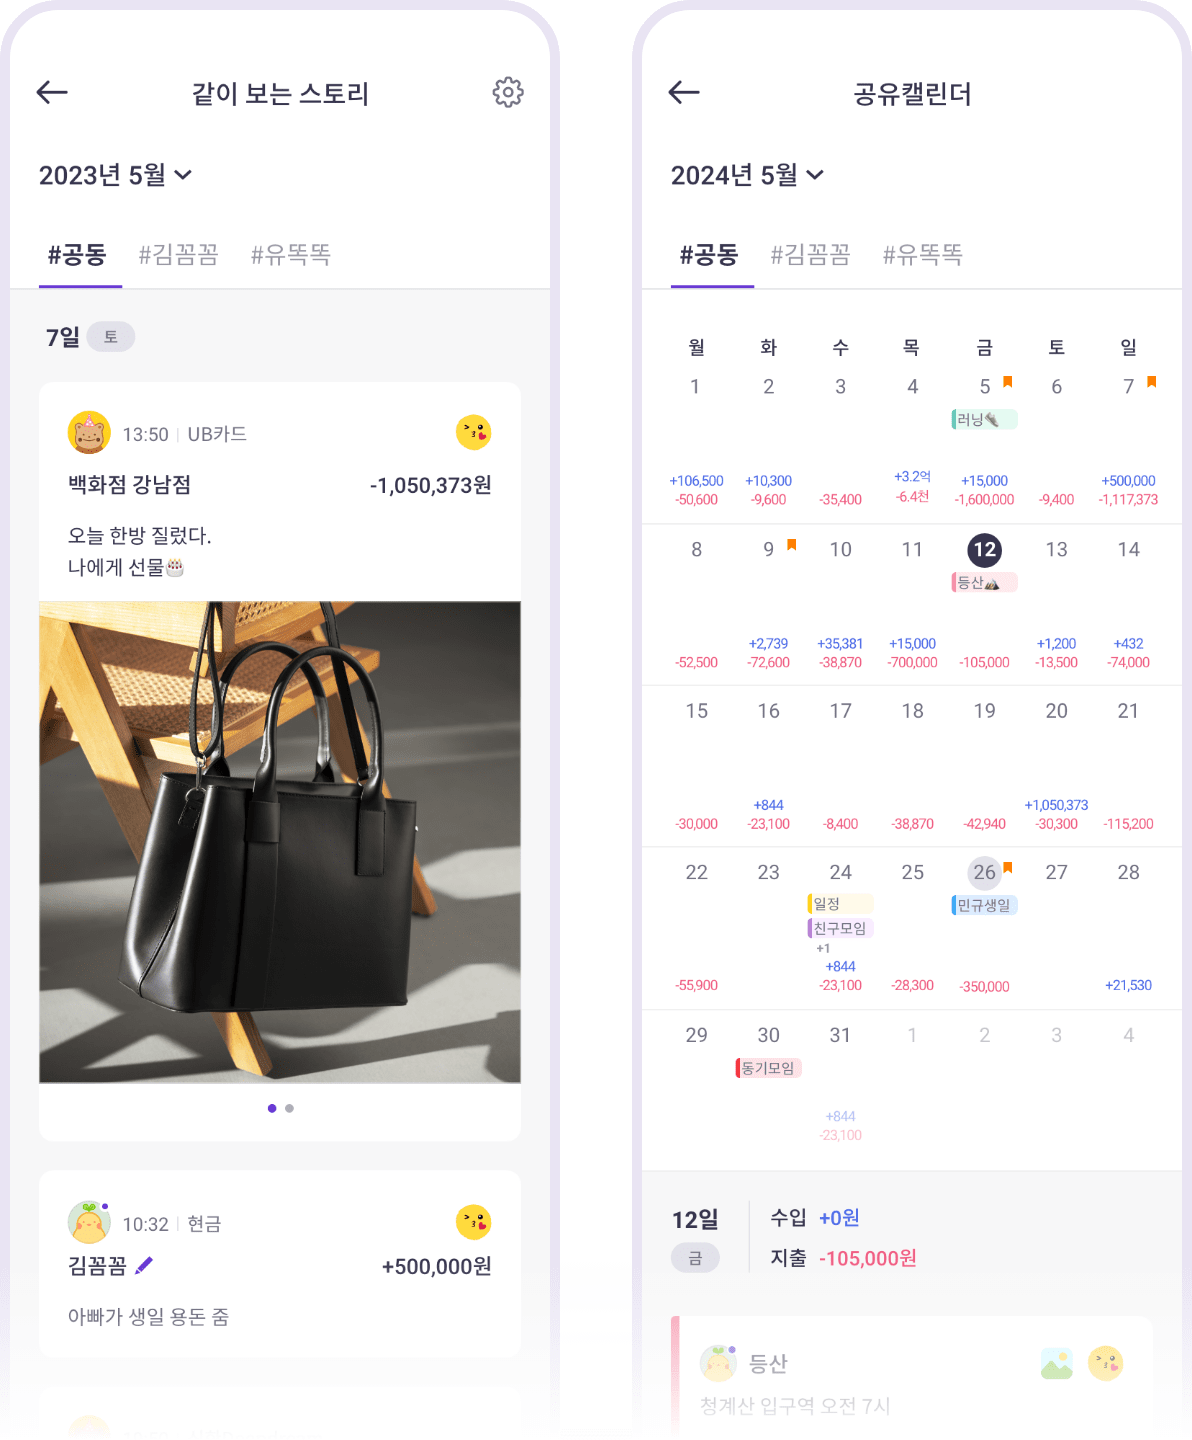 같이 보는 스토리
2023년 5월
#공동 #김꼼꼼 #유똑똑
7일 토
13:50 UB카드
백화점 강남점 -1,050,373원
오늘 한방 질렀다.
나에게 선물🎂
10:32 현금
김꼼꼼 +500,000원
아빠가 생일 용돈 줌
공유캘린더
2024년 5월
#공동 #김꼼꼼 #유똑똑
월 화 수 목 금 토 일
1 2 3 4 5 6 7
러닝
+106,500 +10,300 +3.2억 +15,000 +500,000
-50,600 -9,600 -35,400 -6.4천 -1,600,000 -9,400 -1,117,373
8 9 10 11 12 13 14
등산
+2,739 +35,381 +15,000 +1,200 +432
-52,500 -72,600 -38,870 -700,000 -105,000 -13,500 -74,000
15 16 17 18 19 20 21
+844 +1,050,373
-30,000 -23,100 -8,400 -38,870 -42,940 -30,300 -115,200
22 23 24 25 26 27 28
일정 민규생일
친구모임
+1
+844
-55,900 -23,100 -28,300 -350,000 +21,530
29 30 31 1 2 3 4
동기모임
+844
-23,100
12일 수입 +0원
금 지출 -105,000원
등산
청계산 입구역 오전 7시